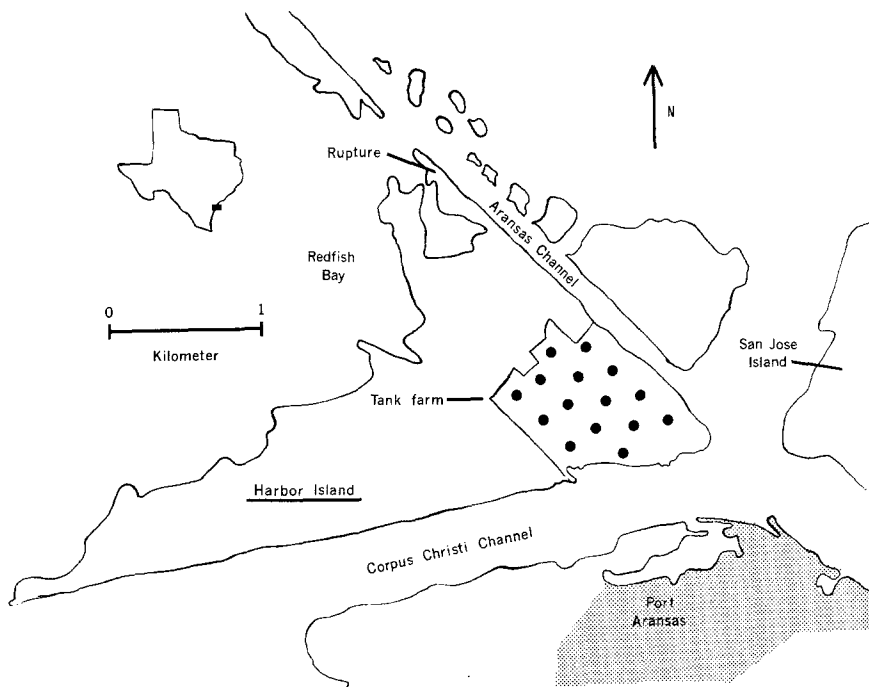 N
Rupture
Aransas Channel
Redfish
Bay
0 1
Kilometer
San Jose
Island
Tank farm
Harbor Island
Corpus Christi Channel
Port
Aransas